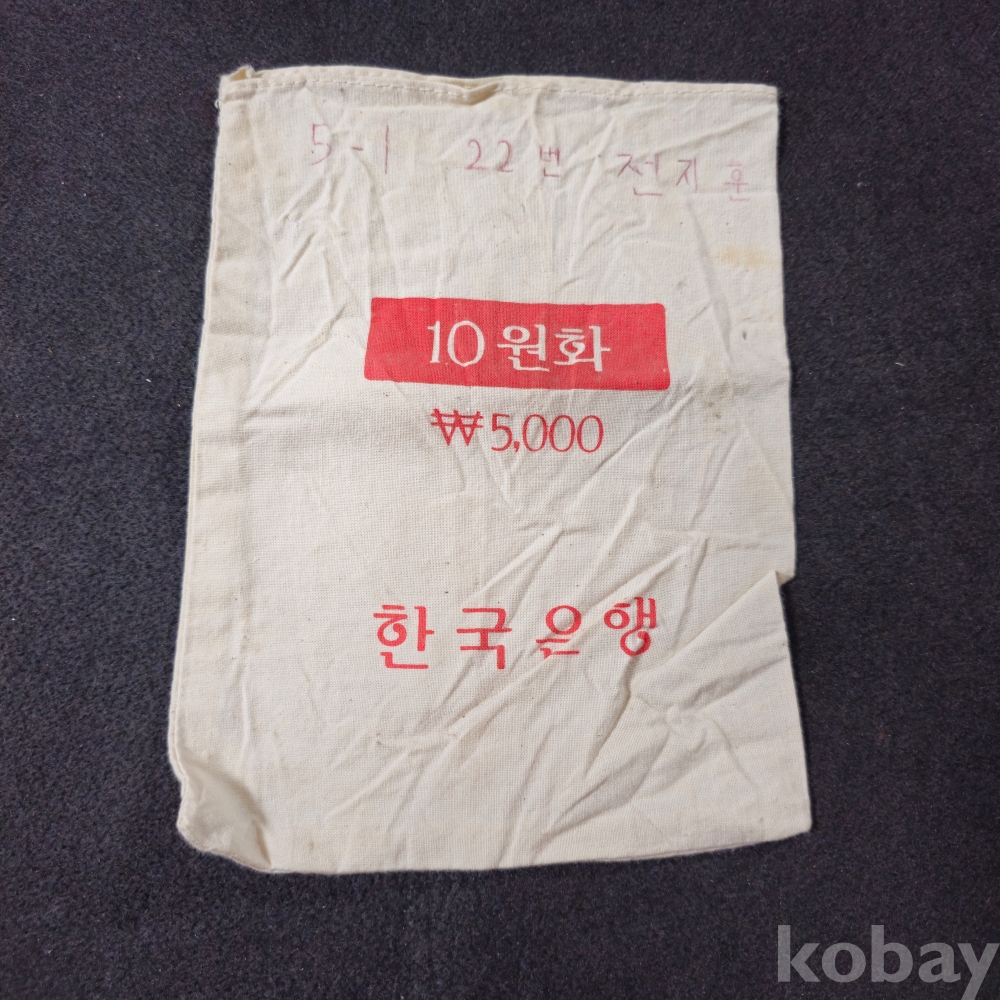 5-1 22번 전지훈
10원화
₩5,000
한국은행
kobay